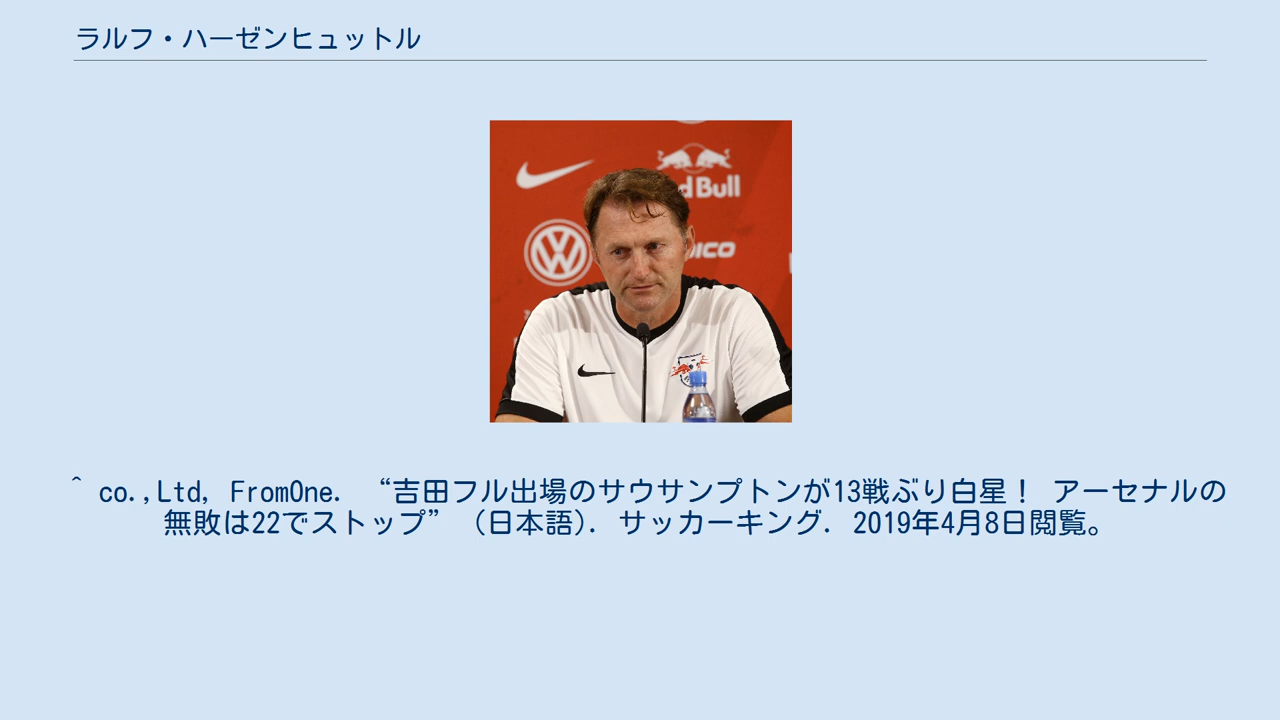 ラルフ・ハーゼンヒュットル
Red Bull
VW
^ co.,Ltd, FromOne. “吉田フル出場のサウサンプトンが13戦ぶり白星！ アーセナルの
無敗は22でストップ” (日本語). サッカーキング. 2019年4月8日閲覧。